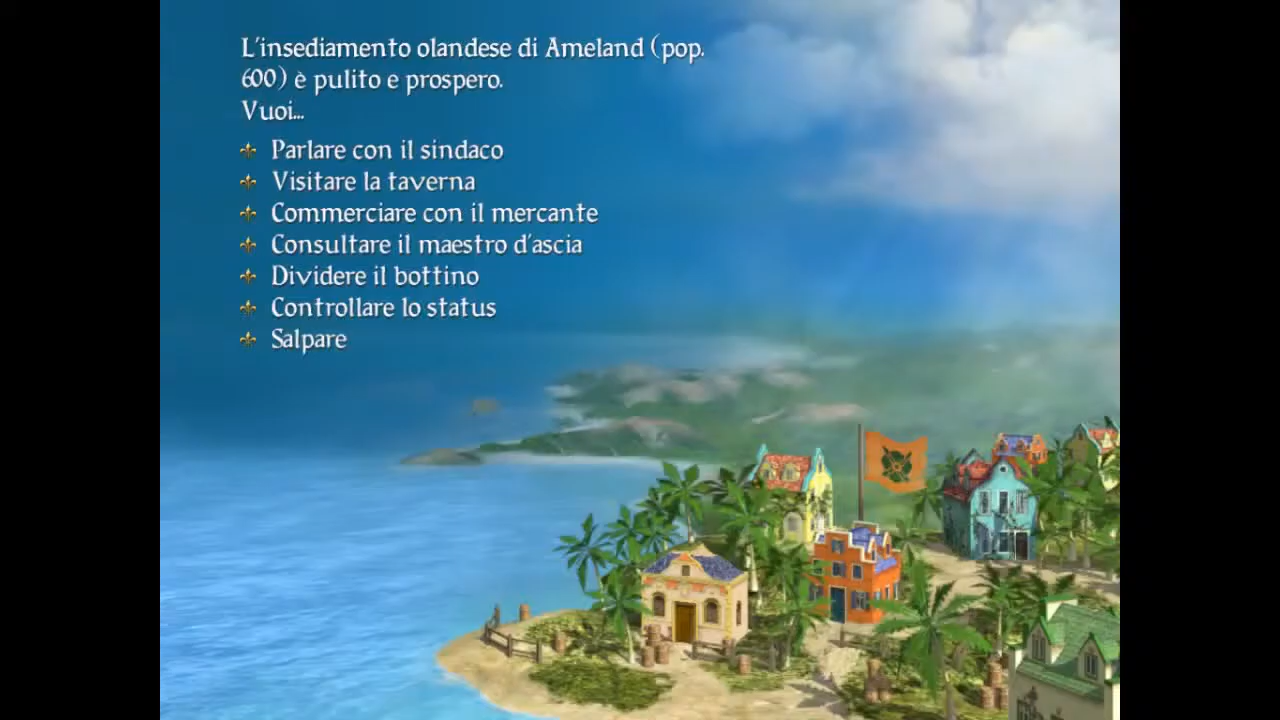 L'insediamento olandese di Ameland (pop.
600) è pulito e prospero.
Vuoi...
Parlare con il sindaco
Visitare la taverna
Commerciare con il mercante
Consultare il maestro d'ascia
Dividere il bottino
Controllare lo status
Salpare